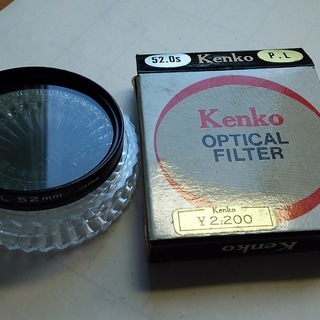 52.0s Kenko P.L
Kenko
OPTICAL
FILTER
Kenko
¥2,200
L 52mm